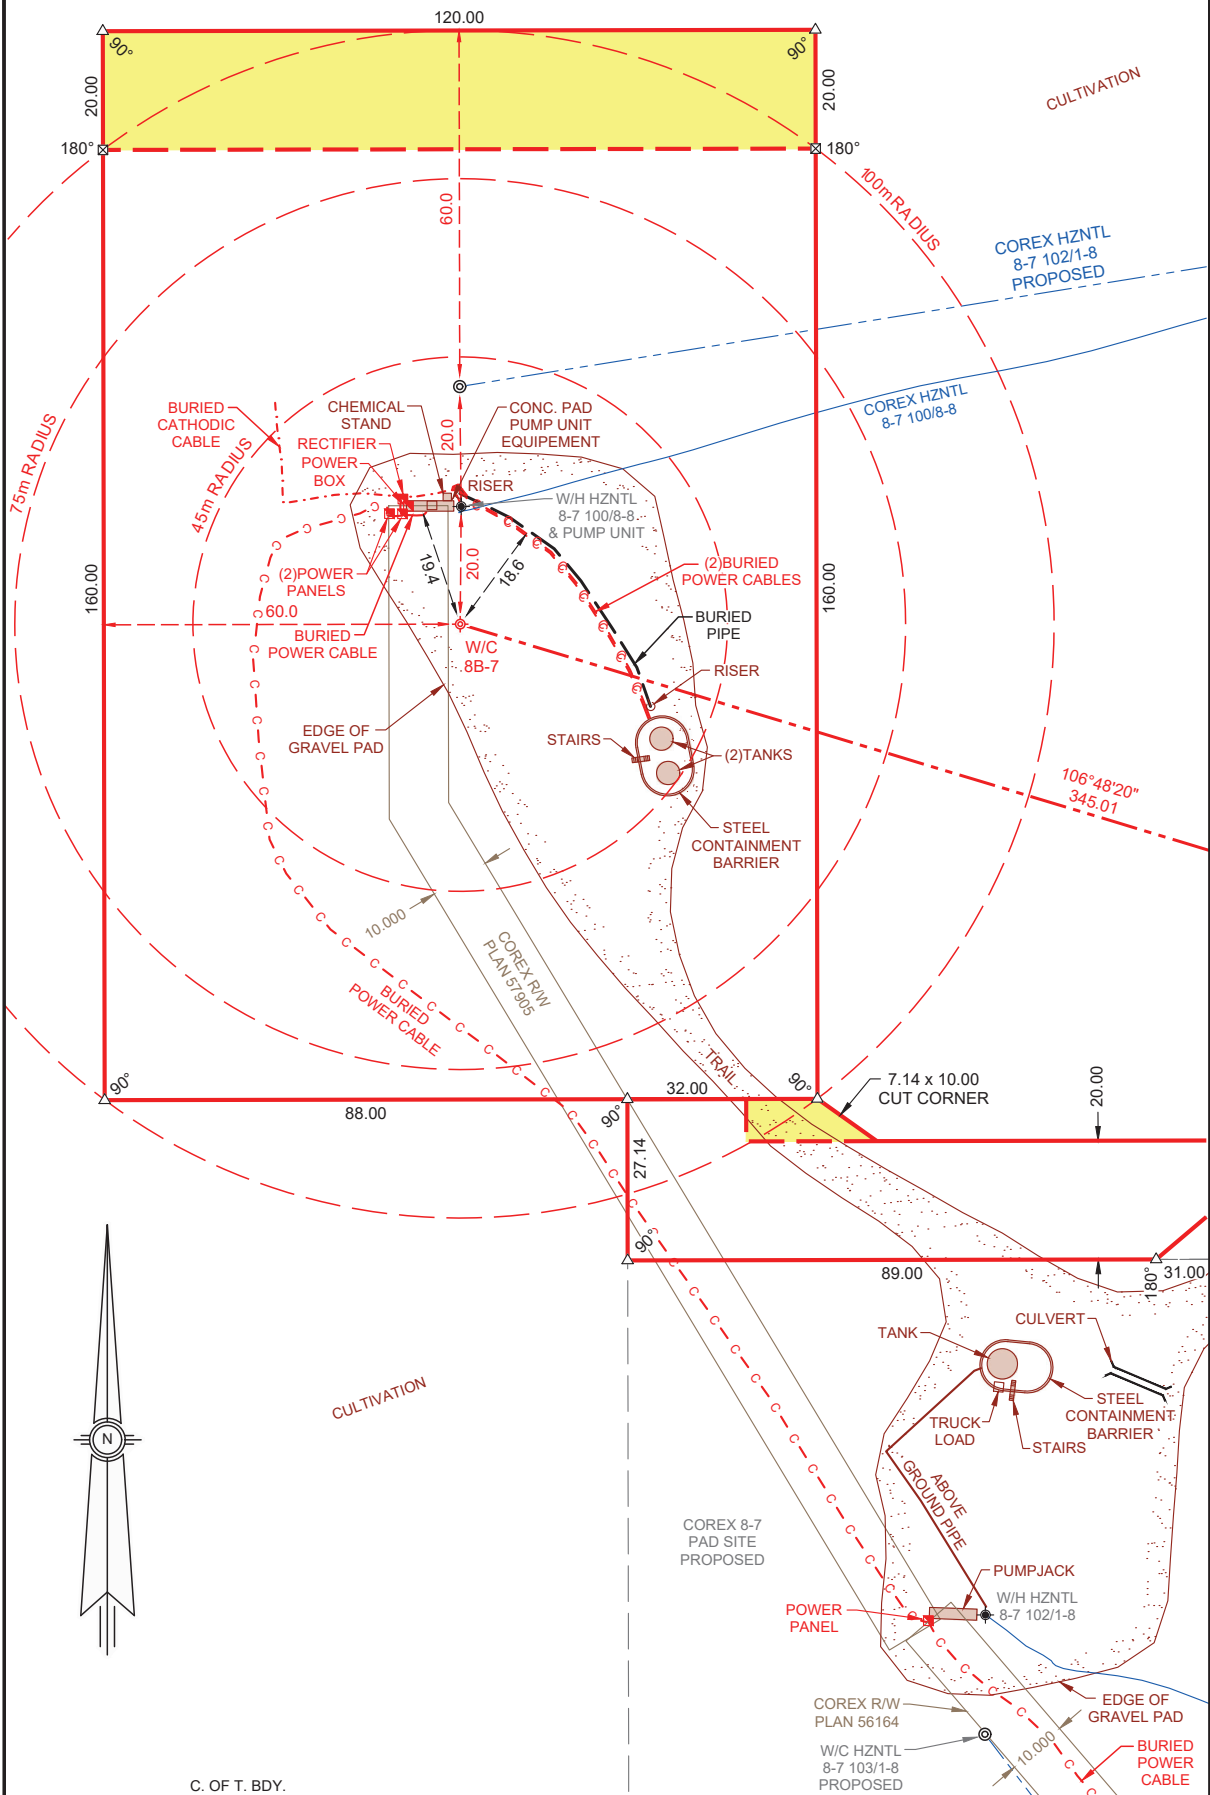 120.00
90°
90°
20.00
20.00
CULTIVATION
180°
180°
100m RADIUS
60.0
COREX HZNTL
8-7 102/1-8
PROPOSED
75m RADIUS
45m RADIUS
BURIED
CATHODIC
CABLE
CHEMICAL
STAND
RECTIFIER
POWER
BOX
20.0
CONC. PAD
PUMP UNIT
EQUIPEMENT
COREX HZNTL
8-7 100/8-8
RISER
W/H HZNTL
8-7 100/8-8
& PUMP UNIT
C C C
160.00
160.00
19.4
20.0
18.6
(2)POWER
PANELS
(2)BURIED
POWER CABLES
60.0
BURIED
POWER CABLE
BURIED
PIPE
W/C
8B-7
RISER
EDGE OF
GRAVEL PAD
STAIRS
(2)TANKS
106°48'20"
345.01
STEEL
CONTAINMENT
BARRIER
10.000
COREX R/W
PLAN 57905
BURIED
POWER CABLE
TRAIL
90°
88.00
32.00
90°
90°
7.14 x 10.00
CUT CORNER
20.00
27.14
90°
89.00
180°
31.00
TANK
CULVERT
CULTIVATION
N
TRUCK
LOAD
STEEL
CONTAINMENT
BARRIER
STAIRS
ABOVE
GROUND PIPE
COREX 8-7
PAD SITE
PROPOSED
PUMPJACK
POWER
PANEL
W/H HZNTL
8-7 102/1-8
COREX R/W
PLAN 56164
EDGE OF
GRAVEL PAD
W/C HZNTL
8-7 103/1-8
PROPOSED
10.000
BURIED
POWER
CABLE
C. OF T. BDY.